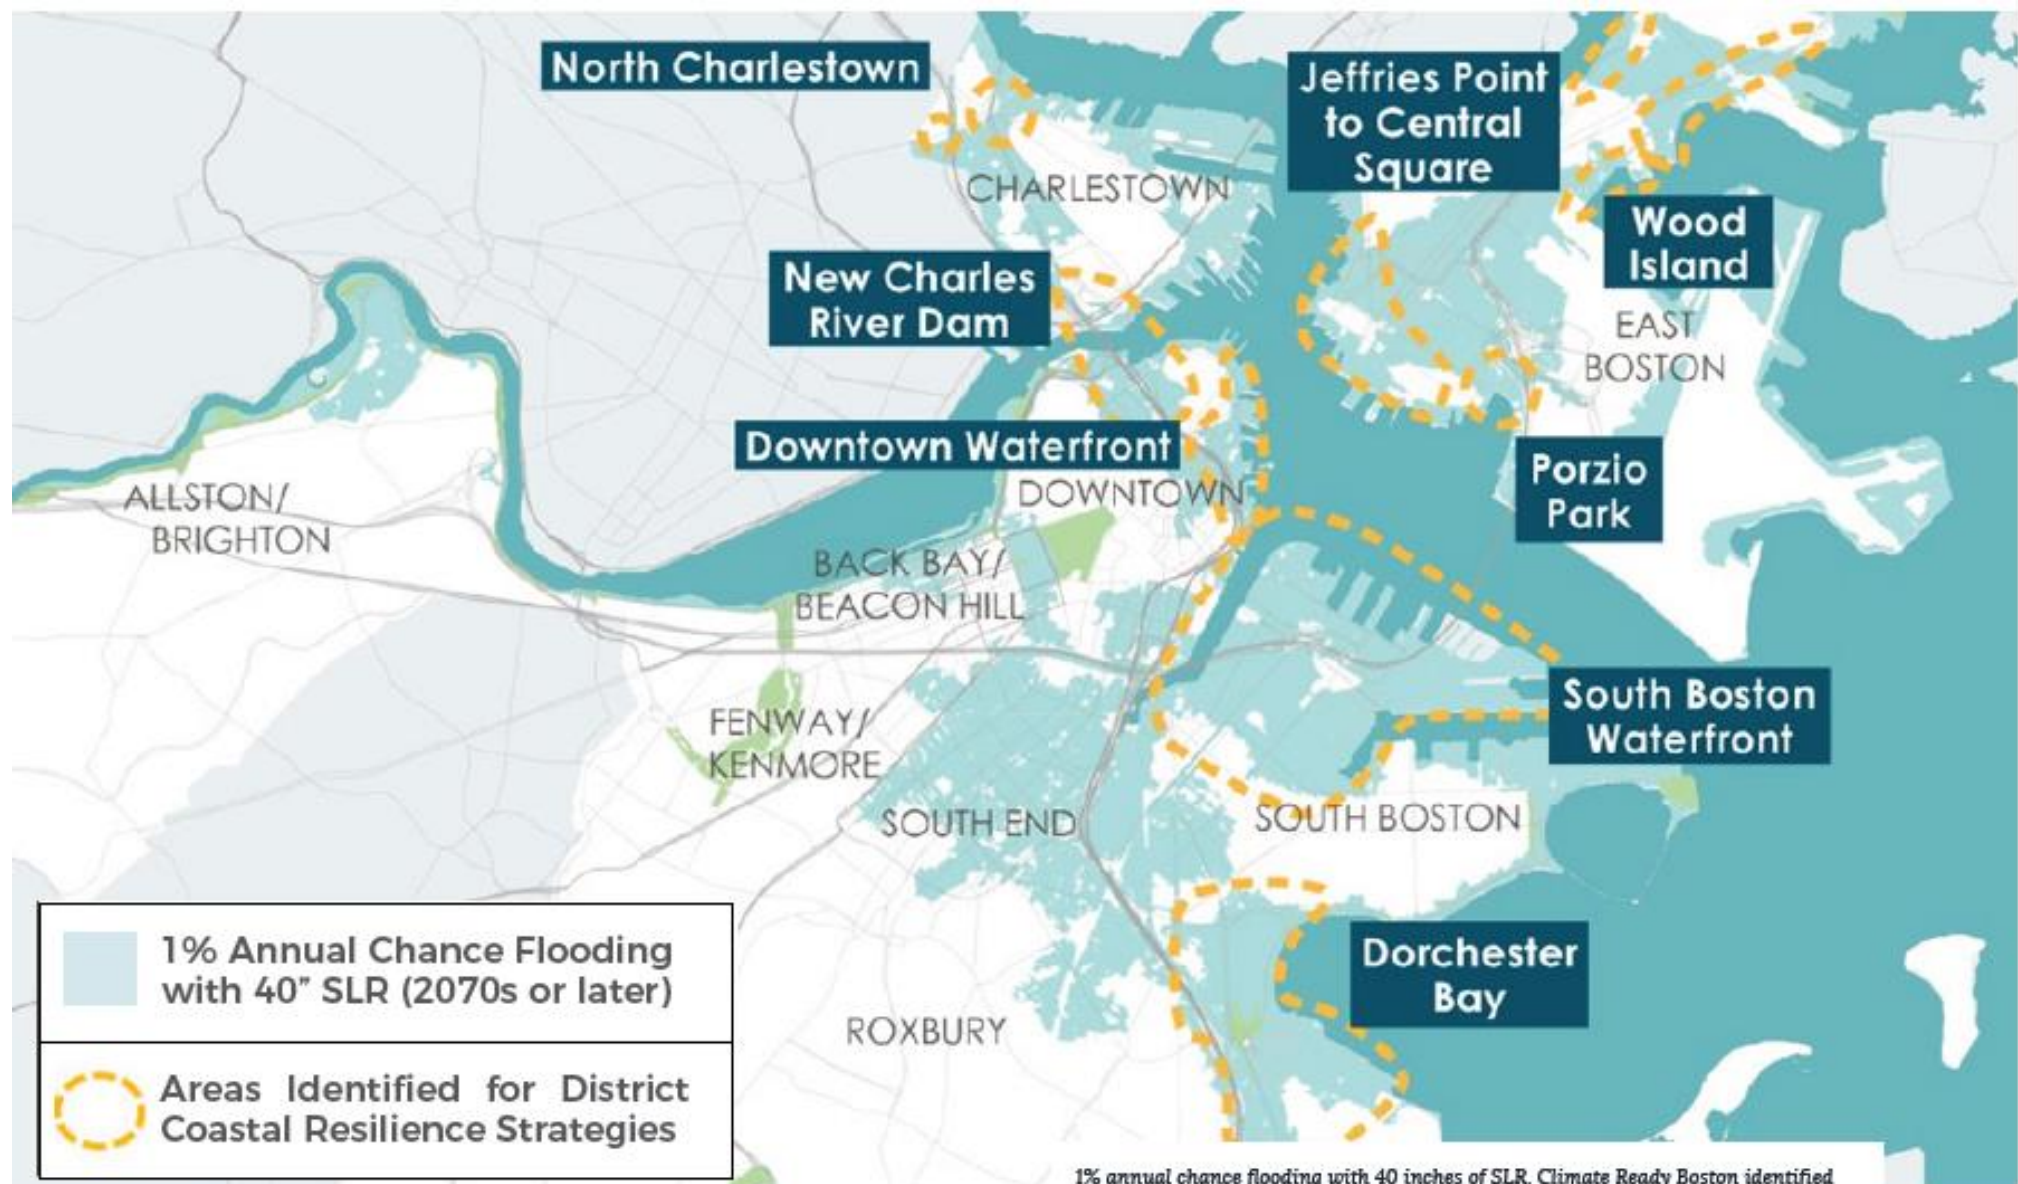 North Charlestown
Jeffries Point
to Central
Square
CHARLESTOWN
Wood
Island
New Charles
River Dam
EAST
BOSTON
Downtown Waterfront
Porzio
Park
DOWNTOWN
ALLSTON/
BRIGHTON
BACK BAY/
BEACON HILL
South Boston
Waterfront
FENWAY/
KENMORE
SOUTH END
SOUTH BOSTON
Dorchester
Bay
ROXBURY
1% Annual Chance Flooding
with 40" SLR (2070s or later)
Areas Identified for District
Coastal Resilience Strategies
1% annual chance flooding with 40 inches of SLR. Climate Ready Boston identified